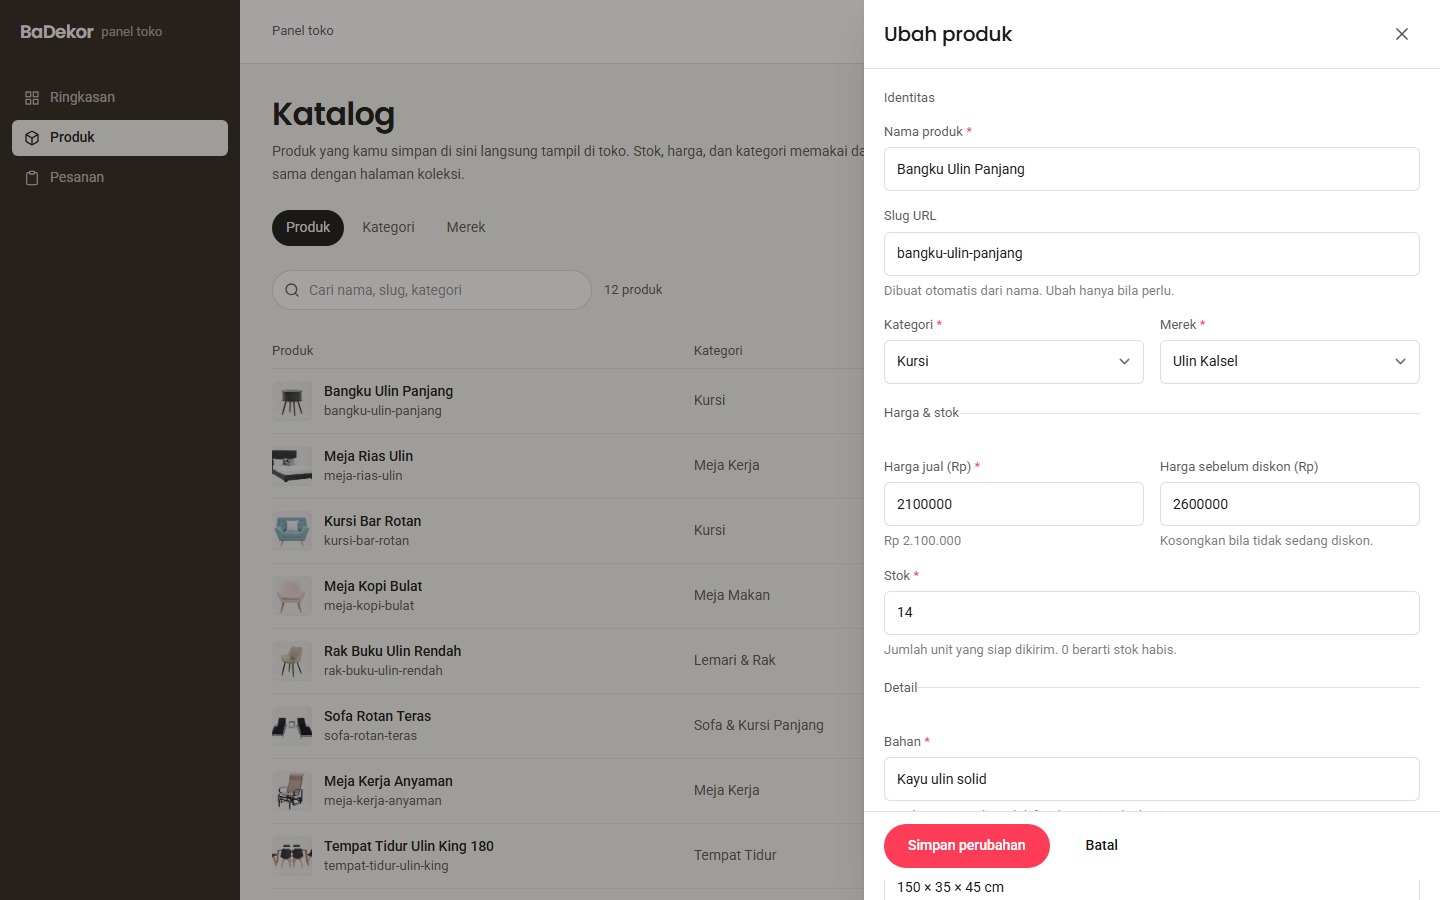 BaDekor panel toko
Ringkasan
Produk
Pesanan
Panel toko
Katalog
Produk yang kamu simpan di sini langsung tampil di toko. Stok, harga, dan kategori memakai da
sama dengan halaman koleksi.
Produk Kategori Merek
Cari nama, slug, kategori
12 produk
Produk Kategori
Bangku Ulin Panjang
bangku-ulin-panjang
Kursi
Meja Rias Ulin
meja-rias-ulin
Meja Kerja
Kursi Bar Rotan
kursi-bar-rotan
Kursi
Meja Kopi Bulat
meja-kopi-bulat
Meja Makan
Rak Buku Ulin Rendah
rak-buku-ulin-rendah
Lemari & Rak
Sofa Rotan Teras
sofa-rotan-teras
Sofa & Kursi Panjang
Meja Kerja Anyaman
meja-kerja-anyaman
Meja Kerja
Tempat Tidur Ulin King 180
tempat-tidur-ulin-king
Tempat Tidur
Ubah produk
Identitas
Nama produk *
Bangku Ulin Panjang
Slug URL
bangku-ulin-panjang
Dibuat otomatis dari nama. Ubah hanya bila perlu.
Kategori * Merek *
Kursi Ulin Kalsel
Harga & stok
Harga jual (Rp) * Harga sebelum diskon (Rp)
2100000 2600000
Rp 2.100.000 Kosongkan bila tidak sedang diskon.
Stok *
14
Jumlah unit yang siap dikirim. 0 berarti stok habis.
Detail
Bahan *
Kayu ulin solid
Simpan perubahan Batal
150 × 35 × 45 cm